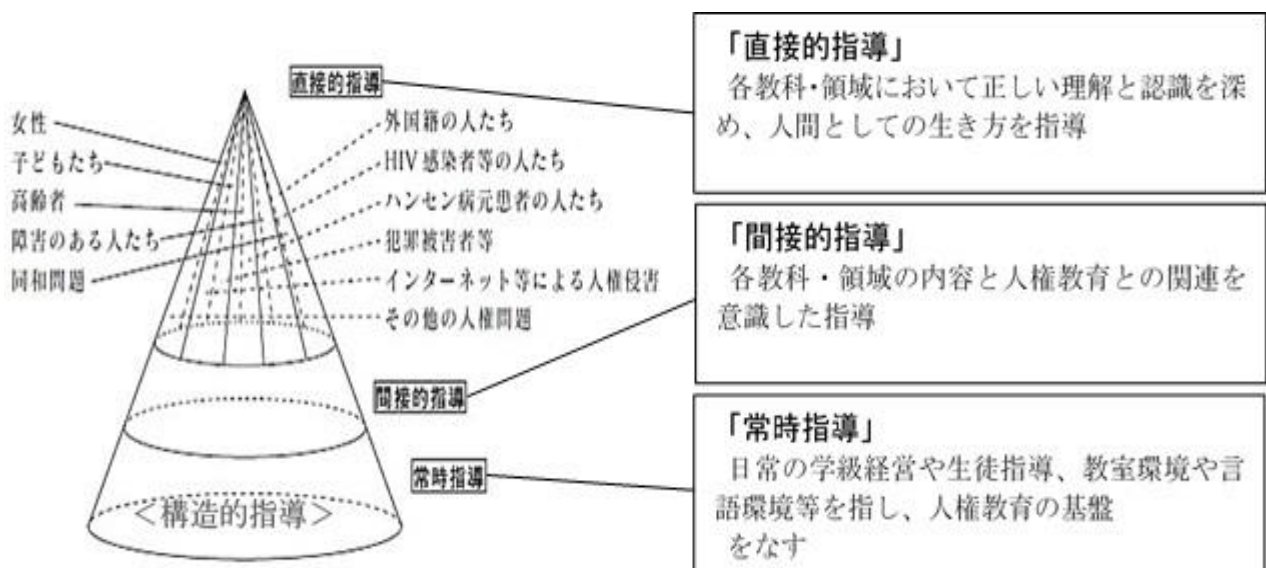 直接的指導
女性
子どもたち
高齢者
障害のある人たち
同和問題
外国籍の人たち
HIV感染者等の人たち
ハンセン病元患者の人たち
犯罪被害者等
インターネット等による人権侵害
その他の人権問題
間接的指導
常時指導
＜構造的指導＞
「直接的指導」
各教科・領域において正しい理解と認識を深
め、人間としての生き方を指導
「間接的指導」
各教科・領域の内容と人権教育との関連を
意識した指導
「常時指導」
日常の学級経営や生徒指導、教室環境や言
語環境等を指し、人権教育の基盤
をなす